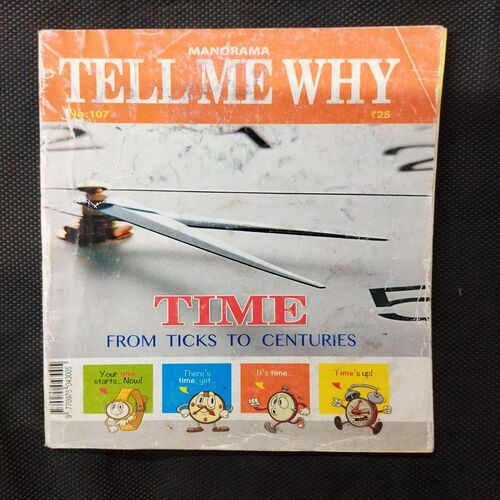 MANORAMA
TELL ME WHY
No:107
₹25
TIME
FROM TICKS TO CENTURIES
Your time
starts... Now!
There's
time, yet...
It's time...
Time's up!